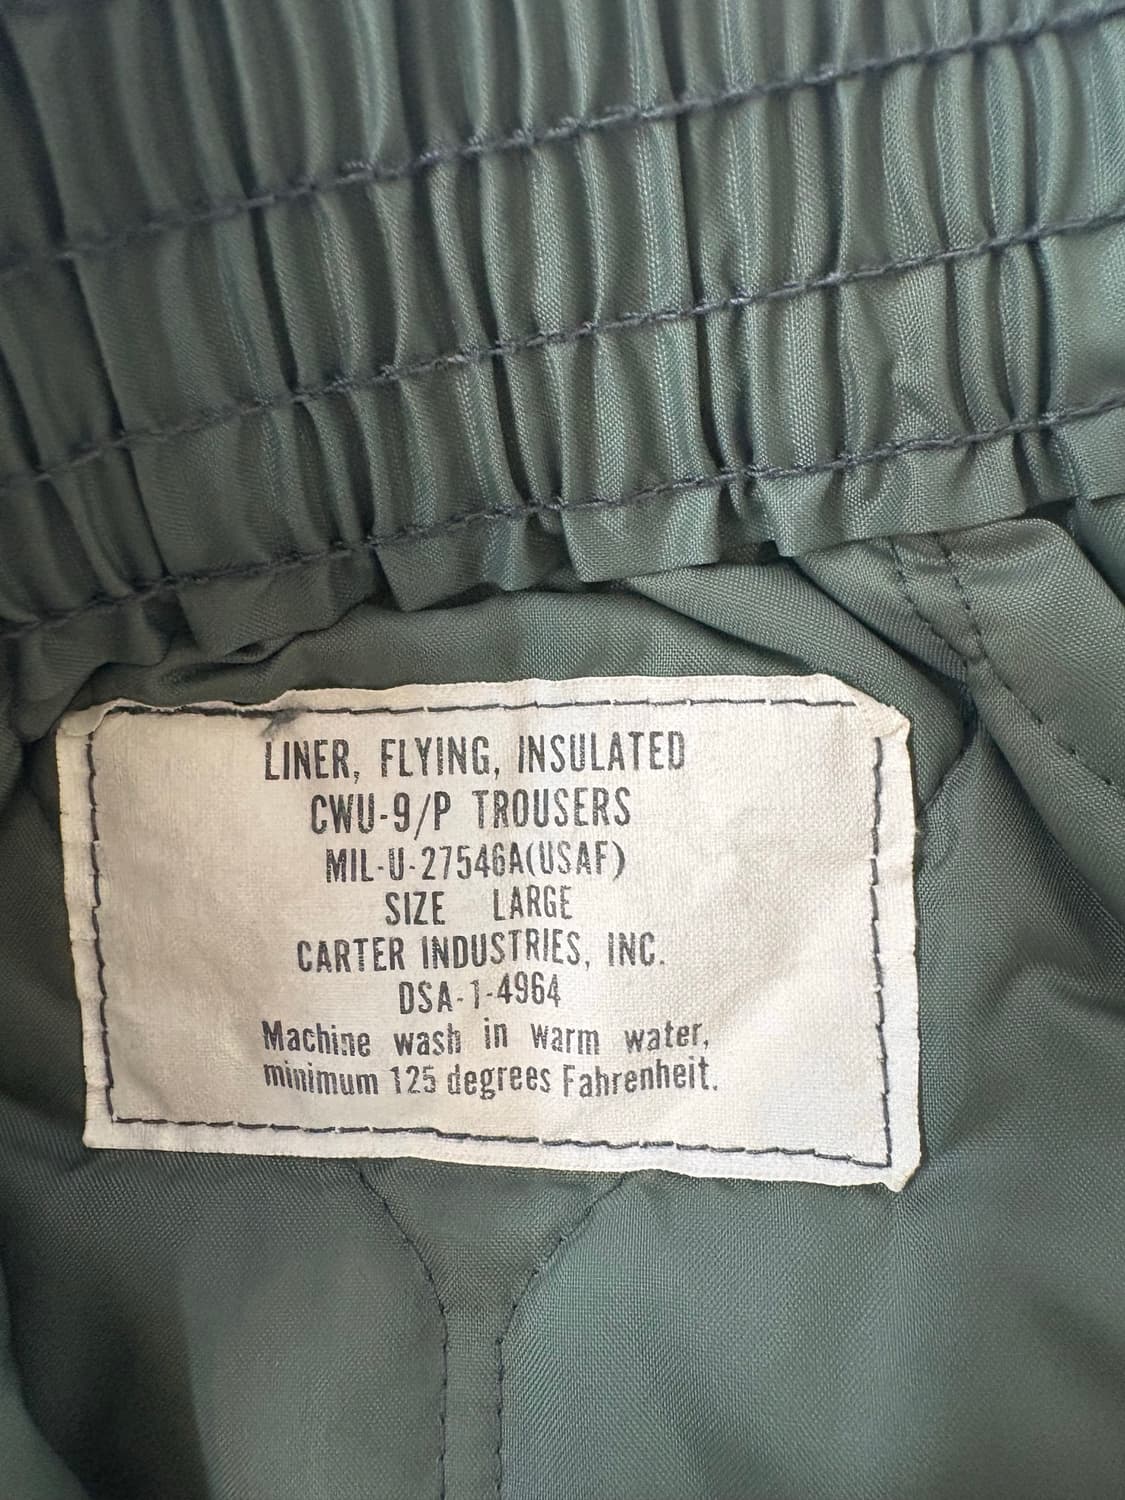 LINER, FLYING, INSULATED
CWU-9/P TROUSERS
MIL-U-27546A(USAF)
SIZE LARGE
CARTER INDUSTRIES, INC.
DSA-1-4964
Machine wash in warm water,
minimum 125 degrees Fahrenheit.